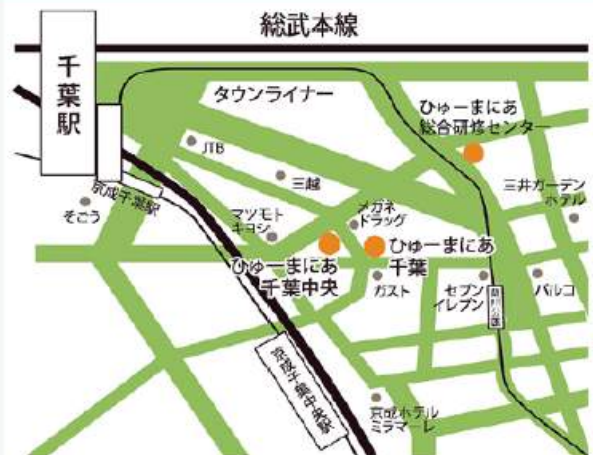 総武本線
千葉駅
タウンライナー
ひゅーまにあ
総合研修センター
JTB
三越
三井ガーデン
ホテル
京成千葉駅
そごう
マツモト
キヨシ
メガネ
ドラッグ
ひゅーまにあ
千葉中央
ひゅーまにあ
千葉
ガスト
セブン
イレブン
パルコ
京成千葉中央駅
京成ホテル
ミラマーレ